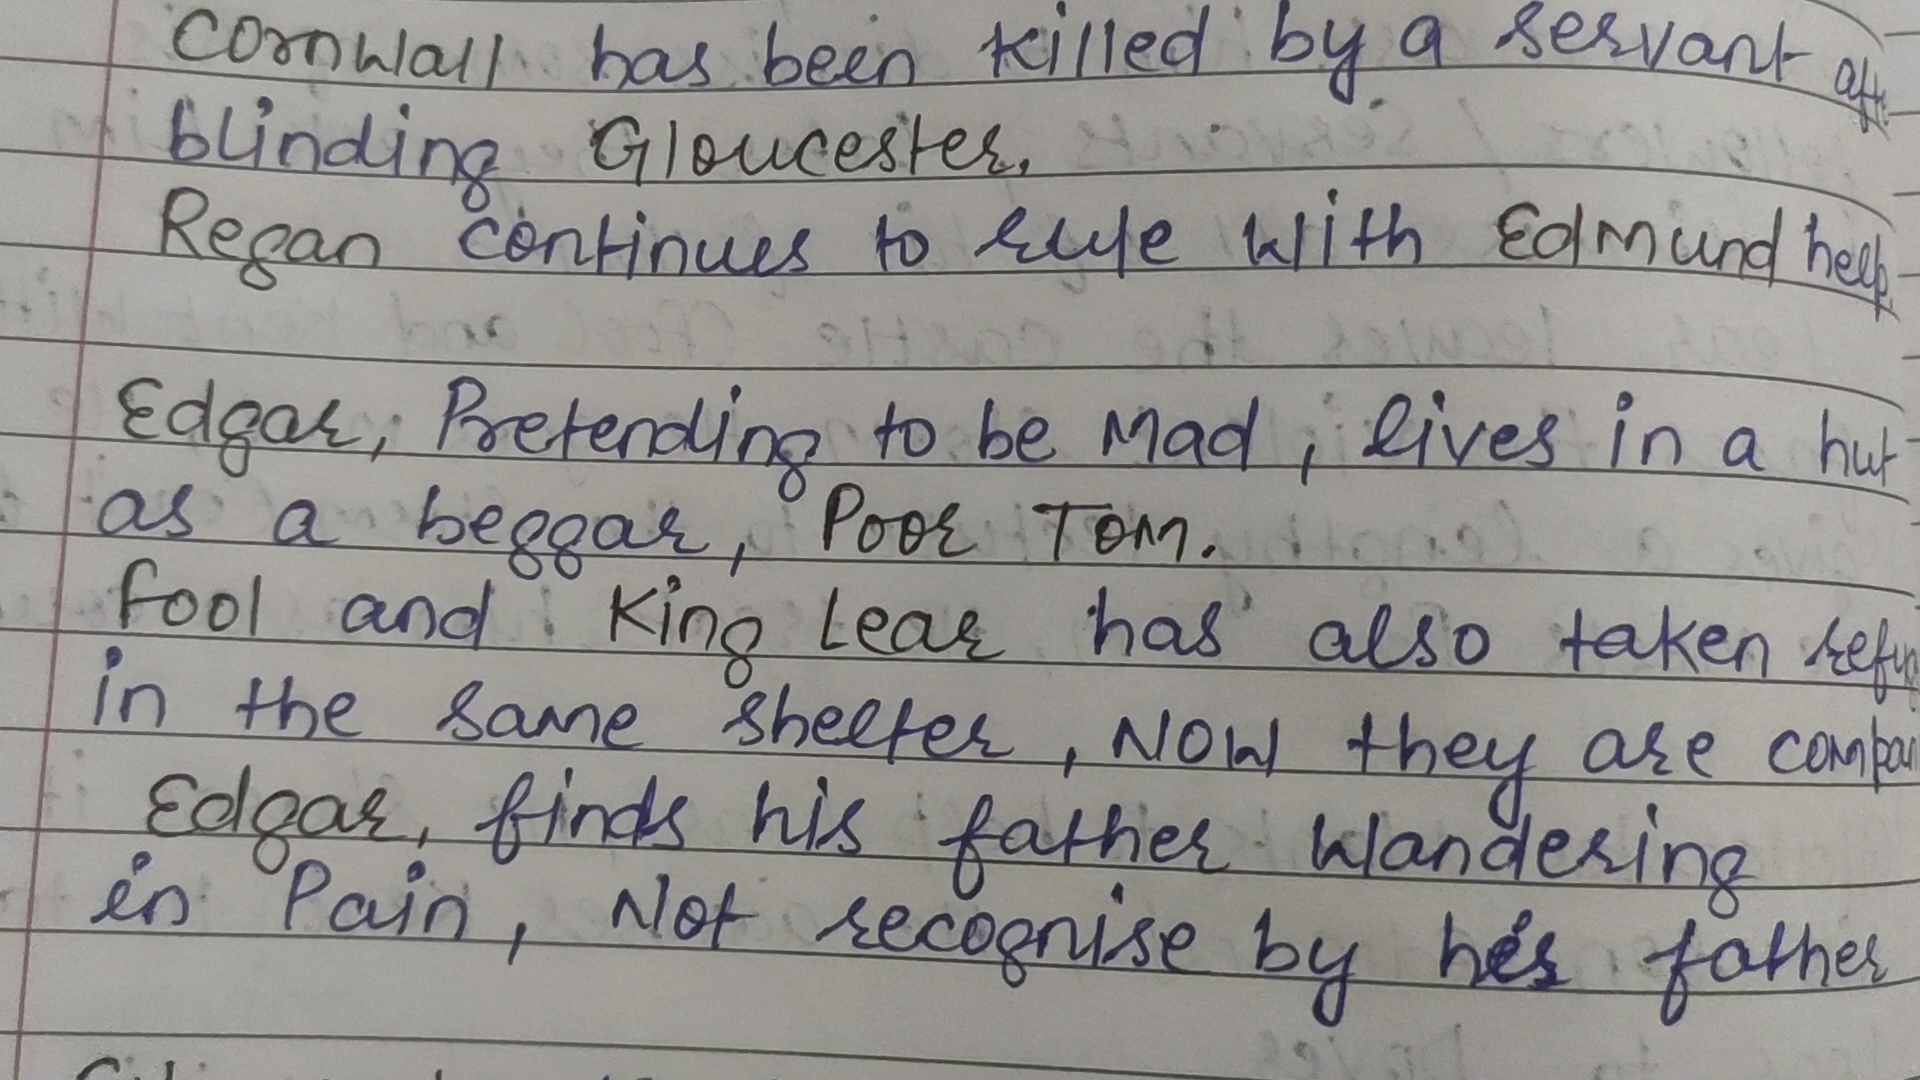 Cornwall has been killed by a servant aft
blinding Gloucester.
Regan continues to rule with Edmund help
Edgar, Pretending to be Mad, lives in a hut
as a beggar, Poor Tom.
Fool and King Lear has also taken refug
in the same shelter, NOW they are compan
Edgar, finds his father wandering
in Pain, Not recognise by his father